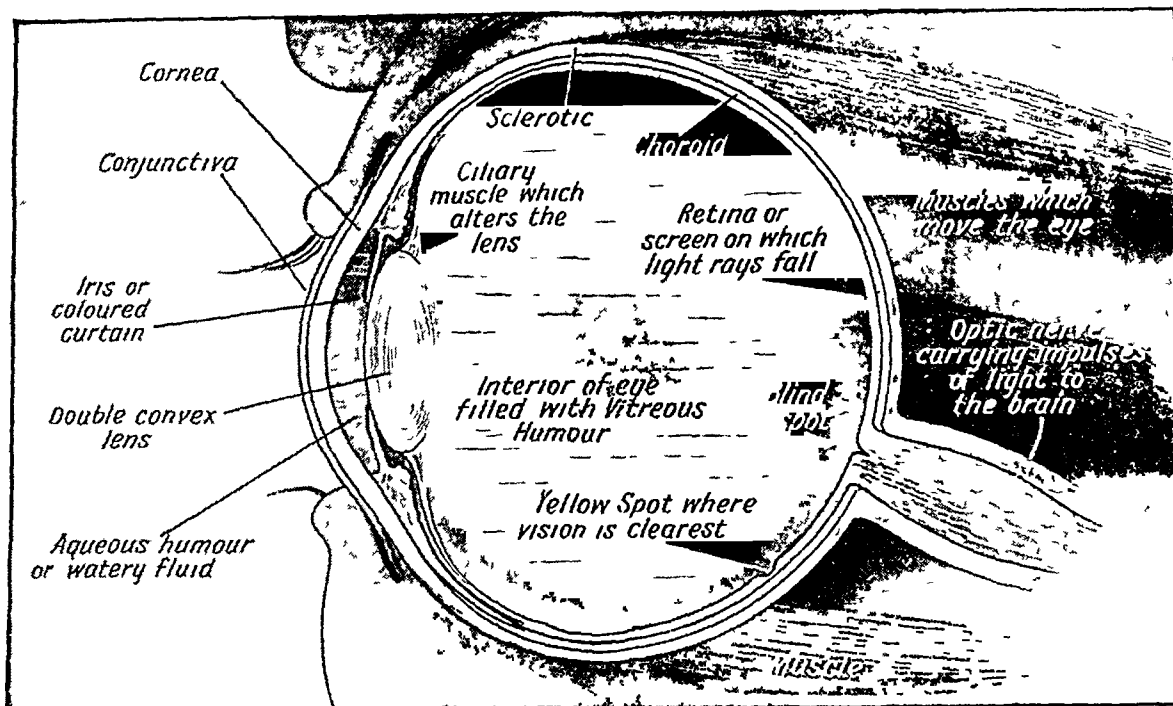 Cornea
Conjunctiva
Iris or
coloured
curtain
Double convex
lens
Aqueous humour
or watery fluid
Sclerotic
Choroid
Ciliary
muscle which
alters the
lens
Retina or
screen on which
light rays fall
Muscles which
move the eye
Optic nerve
carrying impulses
of light to
the brain
Interior of eye
filled with Vitreous
Humour
Yellow Spot where
vision is clearest
Muscle